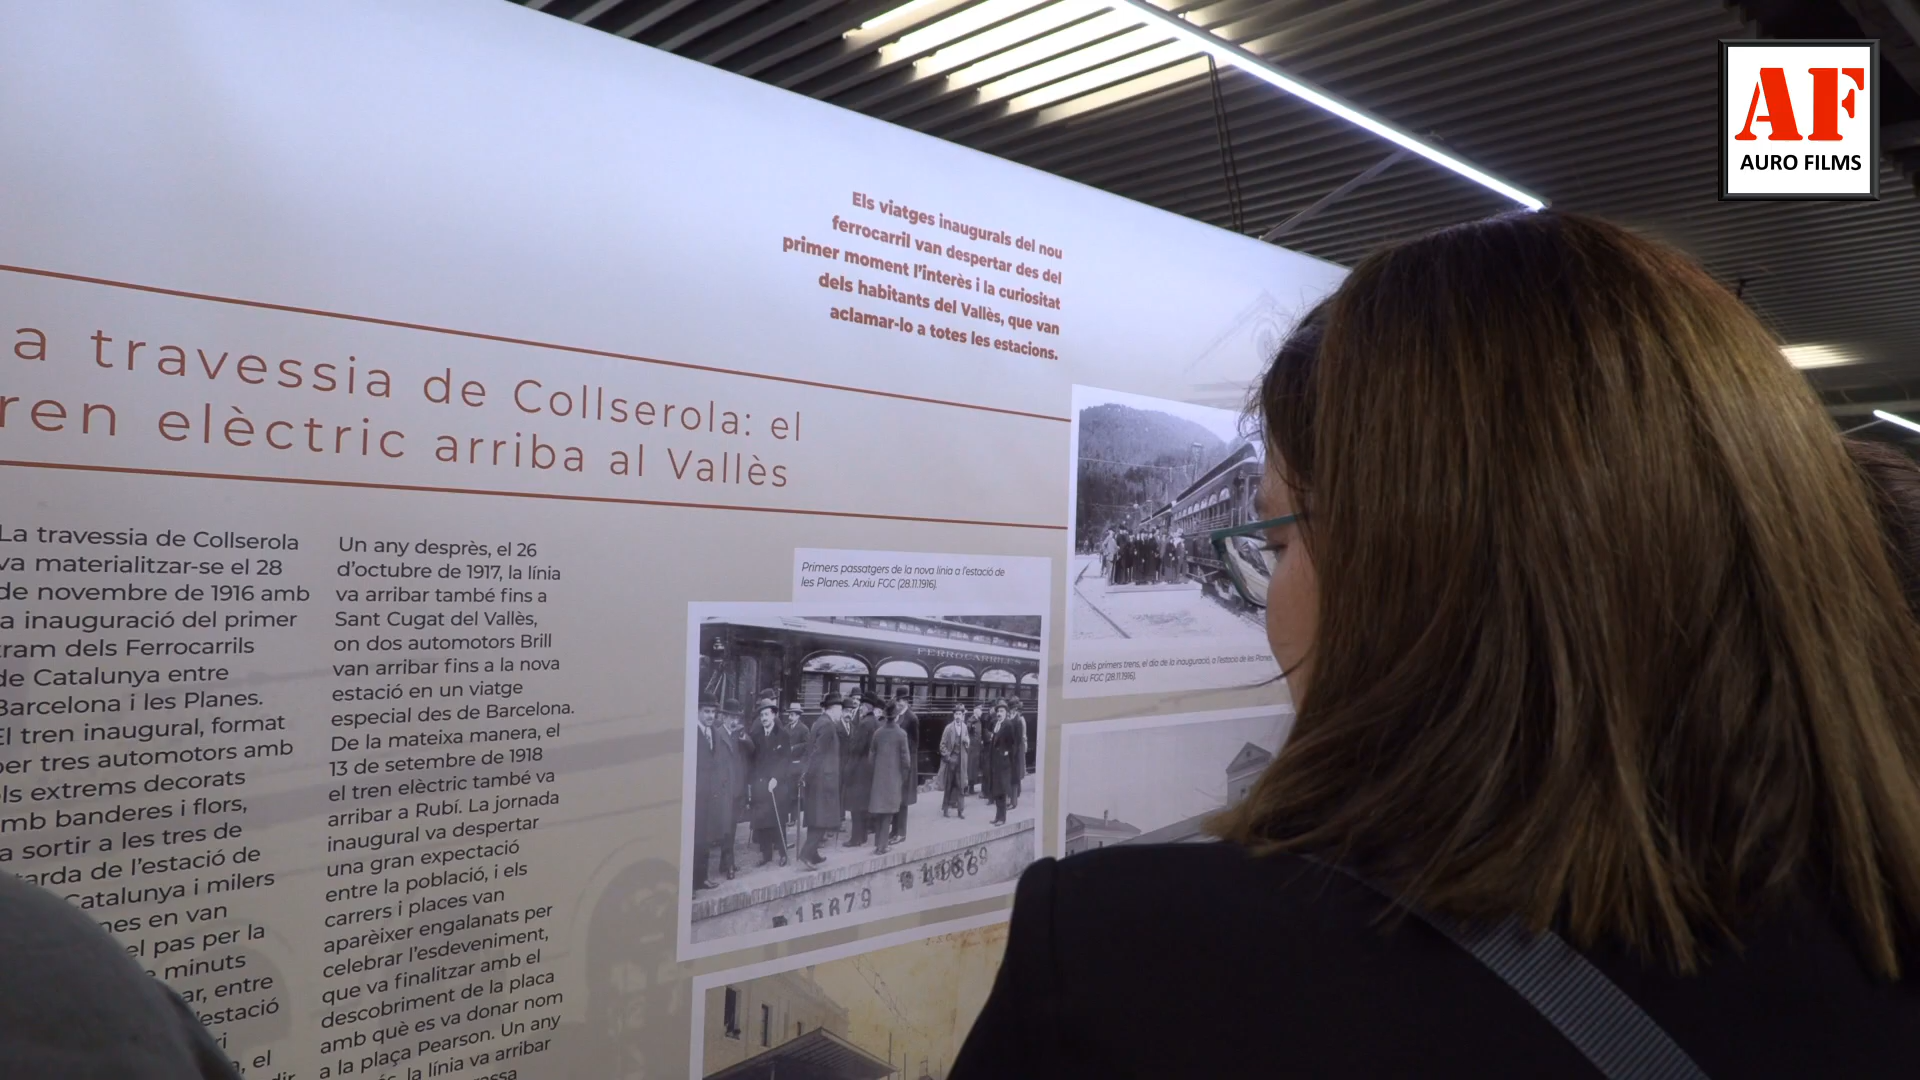 AF
AURO FILMS
Els viatges inaugurals del nou
ferrocarril van despertar des del
primer moment l'interès i la curiositat
dels habitants del Vallès, que van
aclamar-lo a totes les estacions.
a travessia de Collserola: el
ren elèctric arriba al Vallès
La travessia de Collserola
va materialitzar-se el 28
de novembre de 1916 amb
la inauguració del primer
tram dels Ferrocarrils
de Catalunya entre
Barcelona i les Planes.
El tren inaugural, format
per tres automotors amb
els extrems decorats
amb banderes i flors,
a sortir a les tres de
tarda de l'estació de
Catalunya i milers
nes en van
el pas per la
minuts
ar, entre
l'estació
ri
a, el
dir
Un any desprès, el 26
d'octubre de 1917, la línia
va arribar també fins a
Sant Cugat del Vallès,
on dos automotors Brill
van arribar fins a la nova
estació en un viatge
especial des de Barcelona.
De la mateixa manera, el
13 de setembre de 1918
el tren elèctric també va
arribar a Rubí. La jornada
inaugural va despertar
una gran expectació
entre la població, i els
carrers i places van
aparèixer engalanats per
celebrar l'esdeveniment,
que va finalitzar amb el
descobriment de la placa
amb què es va donar nom
a la plaça Pearson. Un any
la línia va arribar
Primers passatgers de la nova línia a l'estació de
les Planes. Arxiu FGC (28.11.1916).
FERROCARRILES
15879
Un dels primers trens, el dia de la inauguració, a l'estació de les Planes.
Arxiu FGC (28.11.1916).